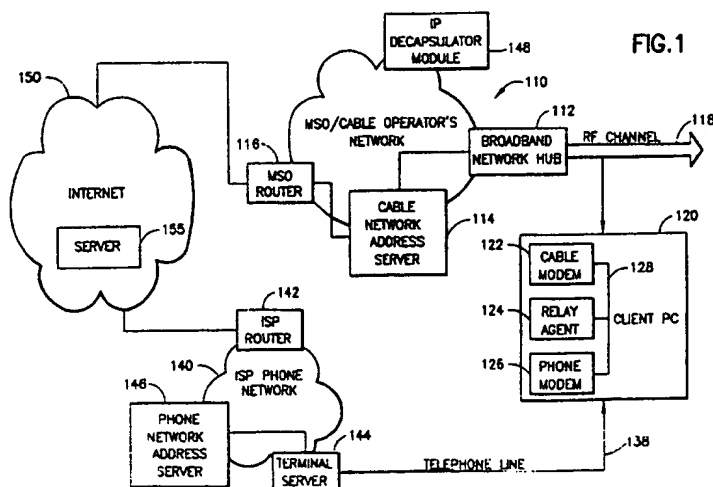 FIG.1
IP
DECAPSULATOR
MODULE
148
150
110
MSO/CABLE OPERATOR'S
NETWORK
112
BROADBAND
NETWORK HUB
RF CHANNEL
118
116
MSO
ROUTER
INTERNET
SERVER
155
CABLE
NETWORK
ADDRESS
SERVER
114
120
122
CABLE
MODEM
128
124
RELAY
AGENT
CLIENT PC
126
PHONE
MODEM
142
ISP
ROUTER
140
ISP PHONE
NETWORK
146
PHONE
NETWORK
ADDRESS
SERVER
144
TERMINAL
SERVER
TELEPHONE LINE
138